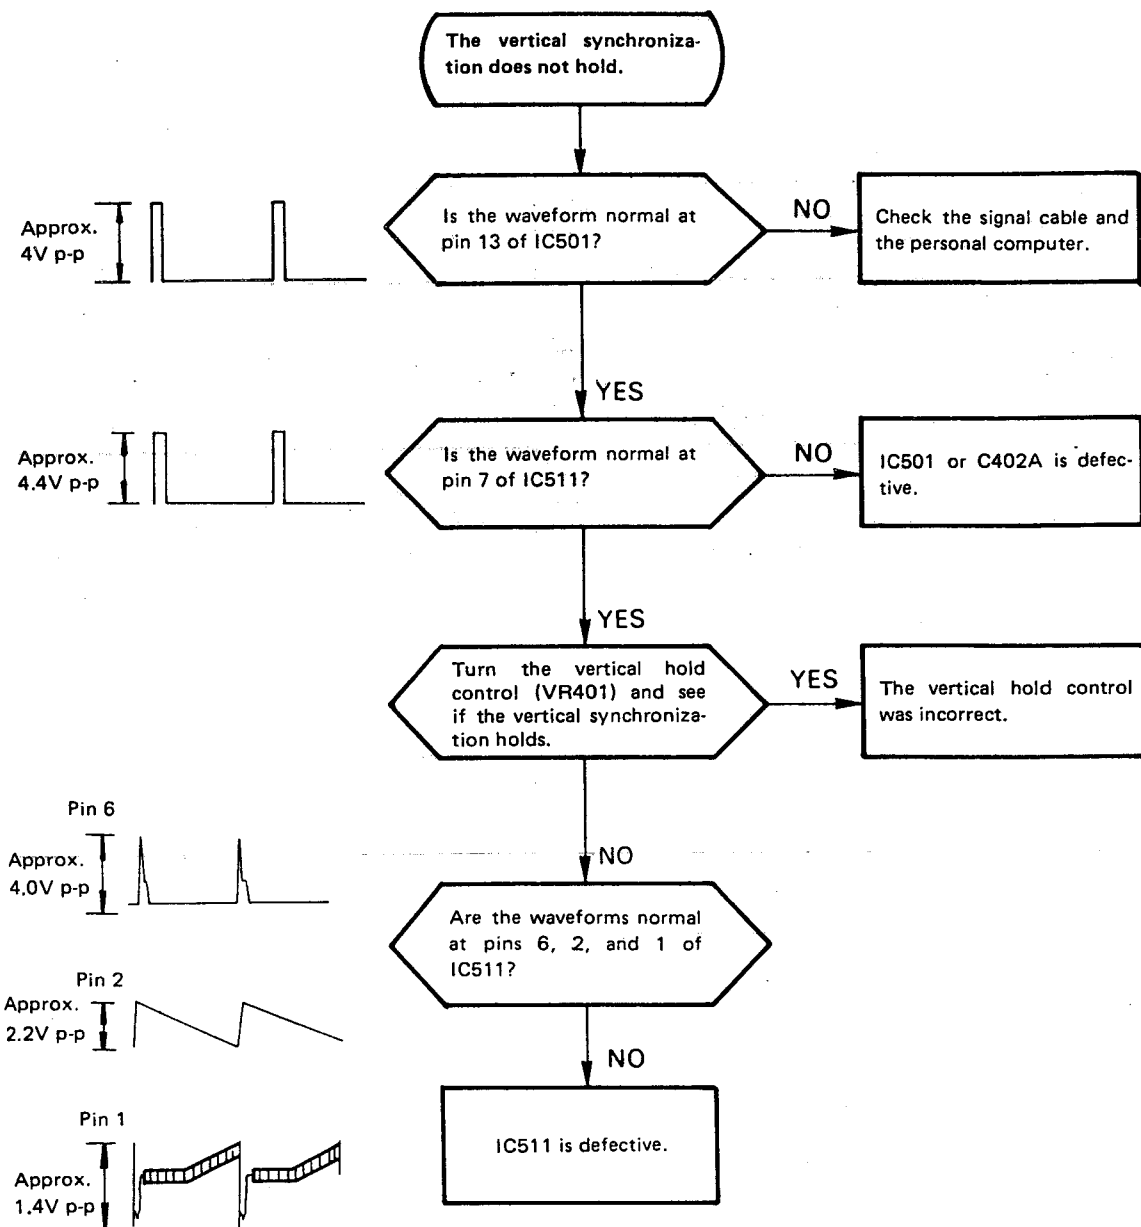 The vertical synchroniza-
tion does not hold.
Approx.
4V p-p
Is the waveform normal at
pin 13 of IC501?
NO
Check the signal cable and
the personal computer.
YES
Approx.
4.4V p-p
Is the waveform normal at
pin 7 of IC511?
NO
IC501 or C402A is defec-
tive.
YES
Turn the vertical hold
control (VR401) and see
if the vertical synchroniza-
tion holds.
YES
The vertical hold control
was incorrect.
NO
Pin 6
Approx.
4.0V p-p
Are the waveforms normal
at pins 6, 2, and 1 of
IC511?
Pin 2
Approx.
2.2V p-p
NO
Pin 1
Approx
1.4V p-p
IC511 is defective.